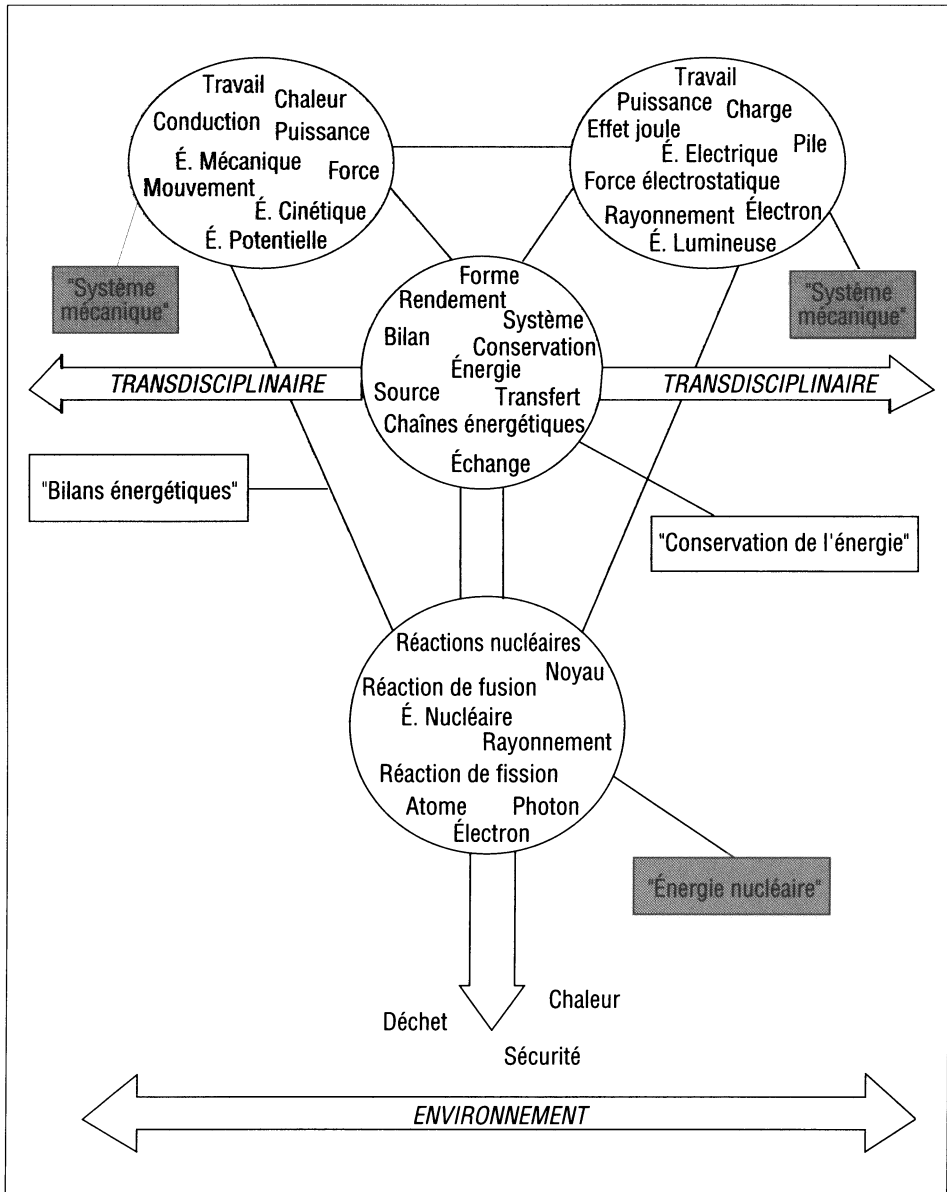 Travail
Chaleur
Conduction
Puissance
É. Mécanique
Force
Mouvement
É. Cinétique
É. Potentielle
Travail
Puissance
Charge
Effet joule
Pile
É. Electrique
Force électrostatique
Rayonnement
Électron
É. Lumineuse
"Système
mécanique"
Forme
Rendement
Système
Bilan
Conservation
Énergie
Source
Transfert
Chaînes énergétiques
Échange
"Système
mécanique"
TRANSDISCIPLINAIRE
TRANSDISCIPLINAIRE
"Bilans énergétiques"
"Conservation de l'énergie"
Réactions nucléaires
Noyau
Réaction de fusion
É. Nucléaire
Rayonnement
Réaction de fission
Atome
Photon
Électron
"Énergie nucléaire"
Chaleur
Déchet
Sécurité
ENVIRONNEMENT